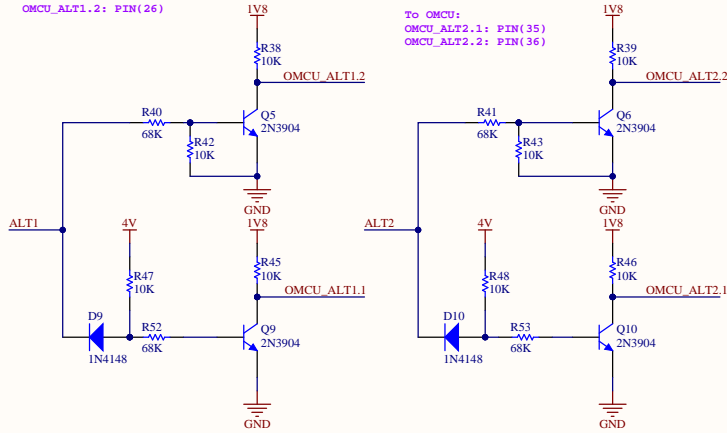 OMCU_ALT1.2: PIN(26)
To OMCU:
OMCU_ALT2.1: PIN(35)
OMCU_ALT2.2: PIN(36)
1V8
R38
10K
OMCU_ALT1.2
R40
68K
Q5
2N3904
R42
10K
GND
ALT1
4V
1V8
R47
10K
R45
10K
OMCU_ALT1.1
D9
1N4148
R52
68K
Q9
2N3904
GND
1V8
R39
10K
OMCU_ALT2.2
R41
68K
Q6
2N3904
R43
10K
GND
ALT2
4V
1V8
R48
10K
R46
10K
OMCU_ALT2.1
D10
1N4148
R53
68K
Q10
2N3904
GND